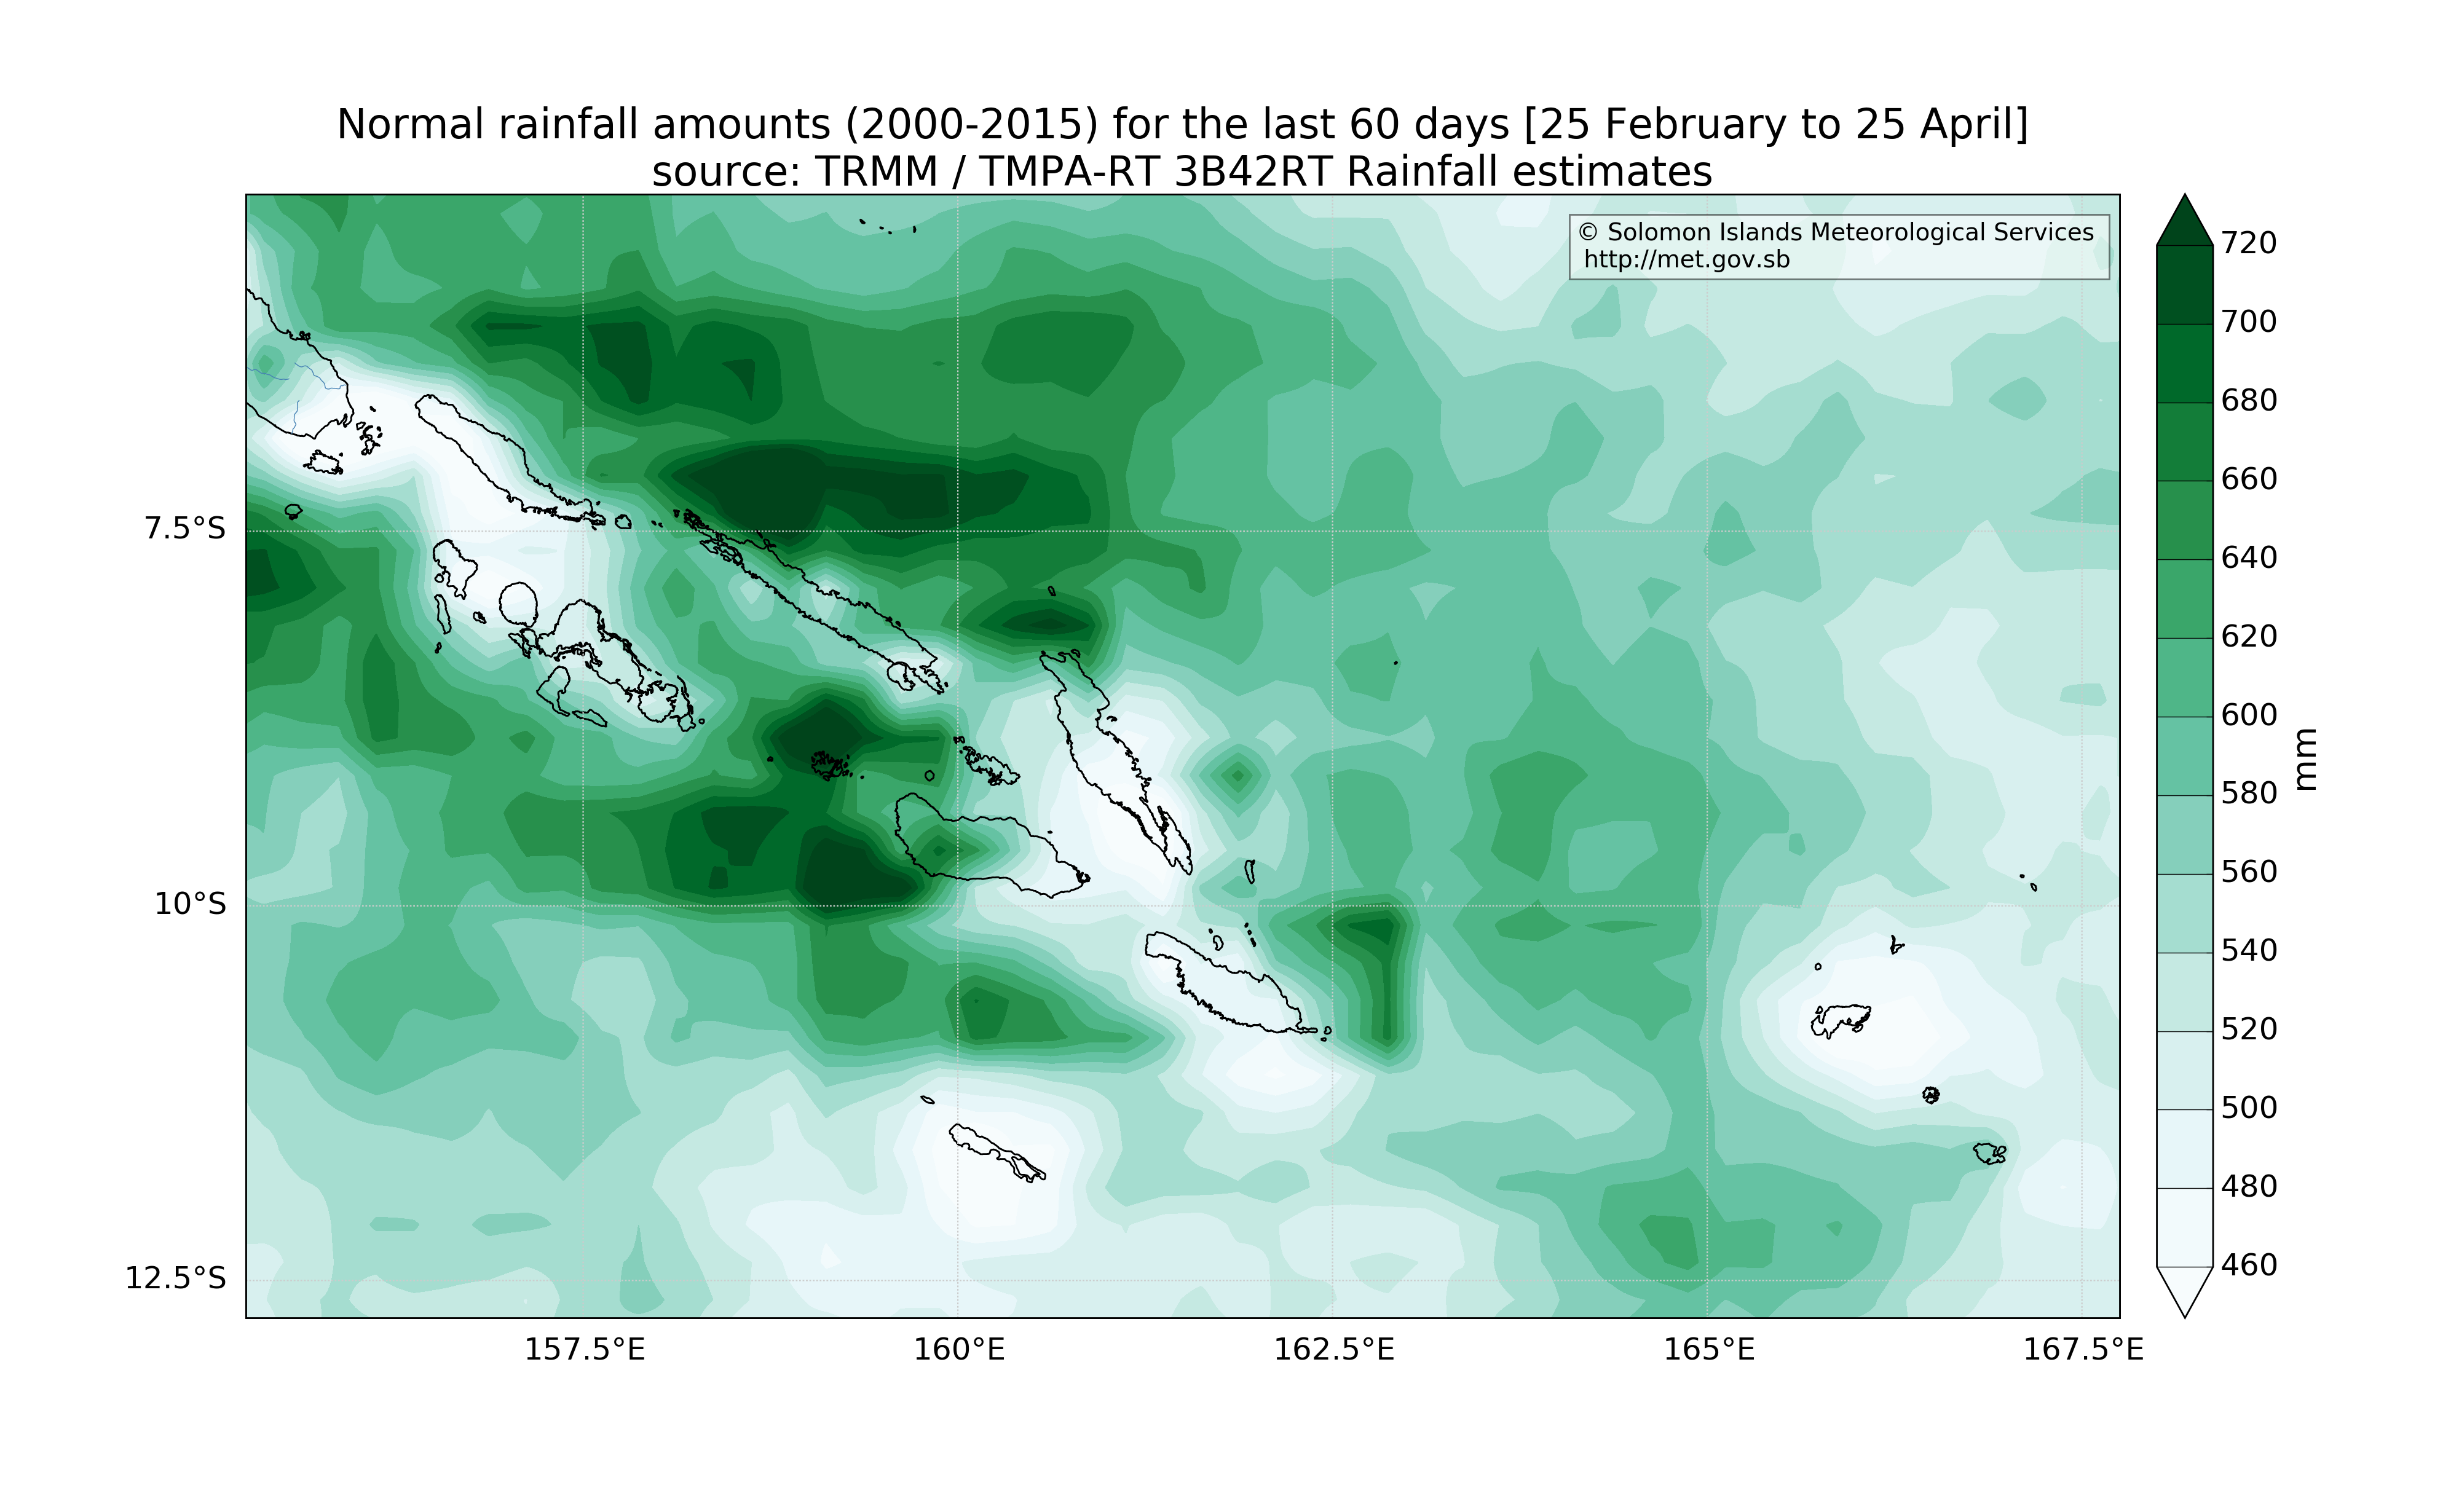 Normal rainfall amounts (2000-2015) for the last 60 days [25 February to 25 April]
source: TRMM / TMPA-RT 3B42RT Rainfall estimates
© Solomon Islands Meteorological Services
http://met.gov.sb
7.5°S
10°S
12.5°S
157.5°E
160°E
162.5°E
165°E
167.5°E
720
700
680
660
640
620
600
580
560
540
520
500
480
460
mm